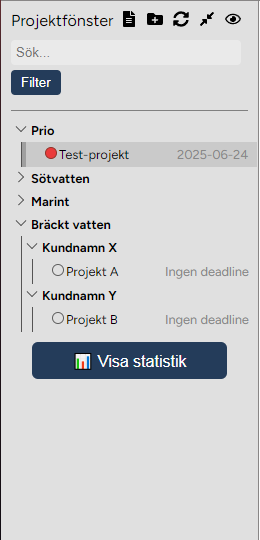 Projektfönster
Sök...
Filter
Prio
Test-projekt 2025-06-24
Sötvatten
Marint
Bräckt vatten
Kundnamn X
Projekt A Ingen deadline
Kundnamn Y
Projekt B Ingen deadline
Visa statistik